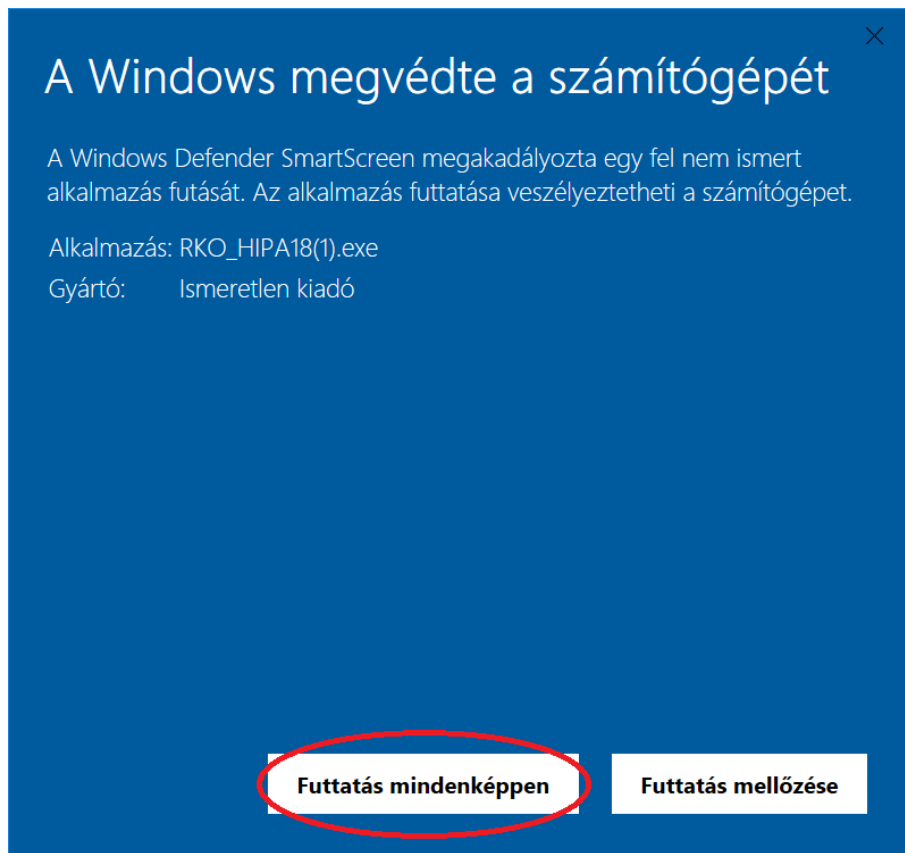 A Windows megvédte a számítógépét
A Windows Defender SmartScreen megakadályozta egy fel nem ismert
alkalmazás futását. Az alkalmazás futtatása veszélyeztetheti a számítógépet.
Alkalmazás: RKO_HIPA18(1).exe
Gyártó: Ismeretlen kiadó
Futtatás mindenképpen Futtatás mellőzése